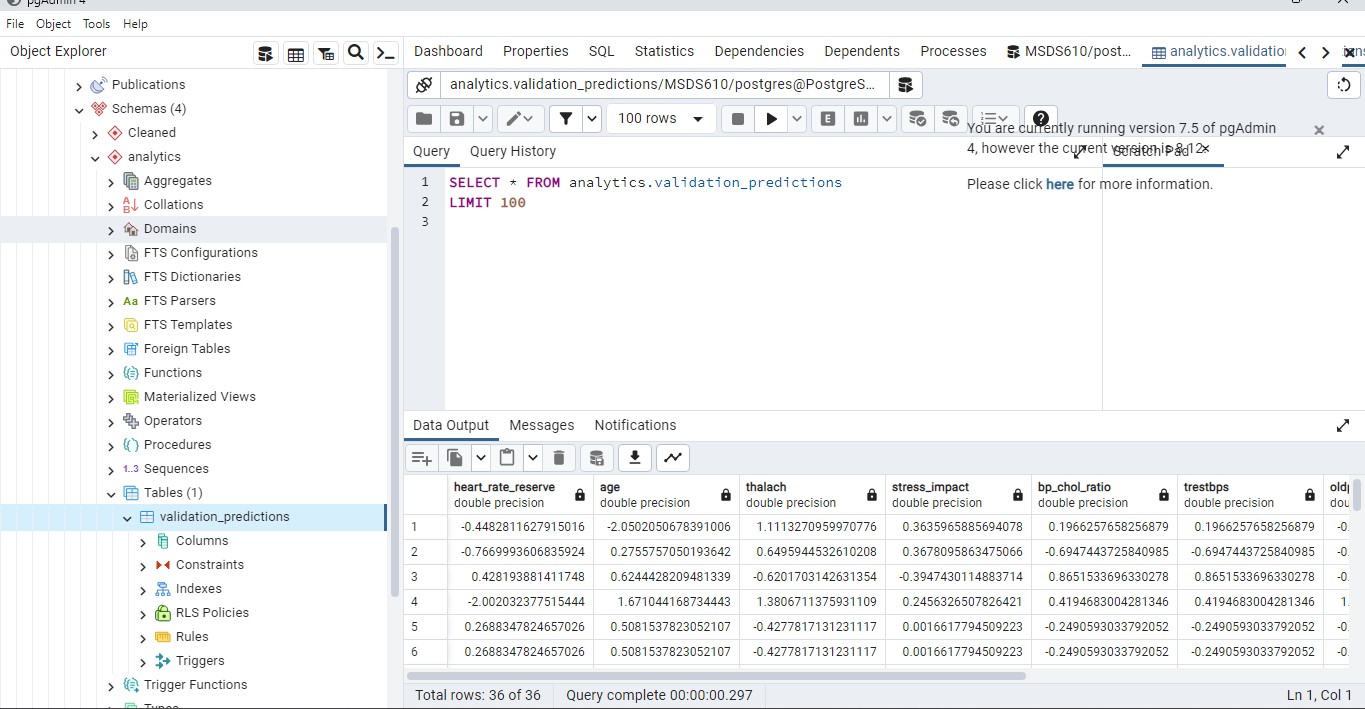 pgAdmin 4
File Object Tools Help
Object Explorer
Publications
Schemas (4)
Cleaned
analytics
Aggregates
Collations
Domains
FTS Configurations
FTS Dictionaries
Aa FTS Parsers
FTS Templates
Foreign Tables
Functions
Materialized Views
Operators
Procedures
1..3 Sequences
Tables (1)
validation_predictions
Columns
Constraints
Indexes
RLS Policies
Rules
Triggers
Trigger Functions
Types
Dashboard Properties SQL Statistics Dependencies Dependents Processes MSDS610/post... analytics.validation
analytics.validation_predictions/MSDS610/postgres@PostgreS...
100 rows
E
You are currently running version 7.5 of pgAdmin
4, however the current version is 8.12
Please click here for more information.
Query Query History Scratch Pad
1 SELECT * FROM analytics.validation_predictions
2 LIMIT 100
3
Data Output Messages Notifications
heart_rate_reserve age thalach stress_impact bp_chol_ratio trestbps oldp
double precision double precision double precision double precision double precision double precision dou
1 -0.4482811627915016 -2.0502050678391006 1.1113270959970776 0.3635965885694078 0.1966257658256879 0.1966257658256879 -0.
2 -0.7669993606835924 0.2755757050193642 0.6495944532610208 0.3678095863475066 -0.6947443725840985 -0.6947443725840985 -0.
3 0.428193881411748 0.6244428209481339 -0.6201703142631354 -0.3947430114883714 0.8651533696330278 0.8651533696330278 -0.
4 -2.002032377515444 1.671044168734443 1.3806711375931109 0.2456326507826421 0.4194683004281346 0.4194683004281346 1.
5 0.2688347824657026 0.5081537823052107 -0.4277817131231117 0.0016617794509223 -0.2490593033792052 -0.2490593033792052 -0.
6 0.2688347824657026 0.5081537823052107 -0.4277817131231117 0.0016617794509223 -0.2490593033792052 -0.2490593033792052 -0.
Total rows: 36 of 36 Query complete 00:00:00.297 Ln 1, Col 1